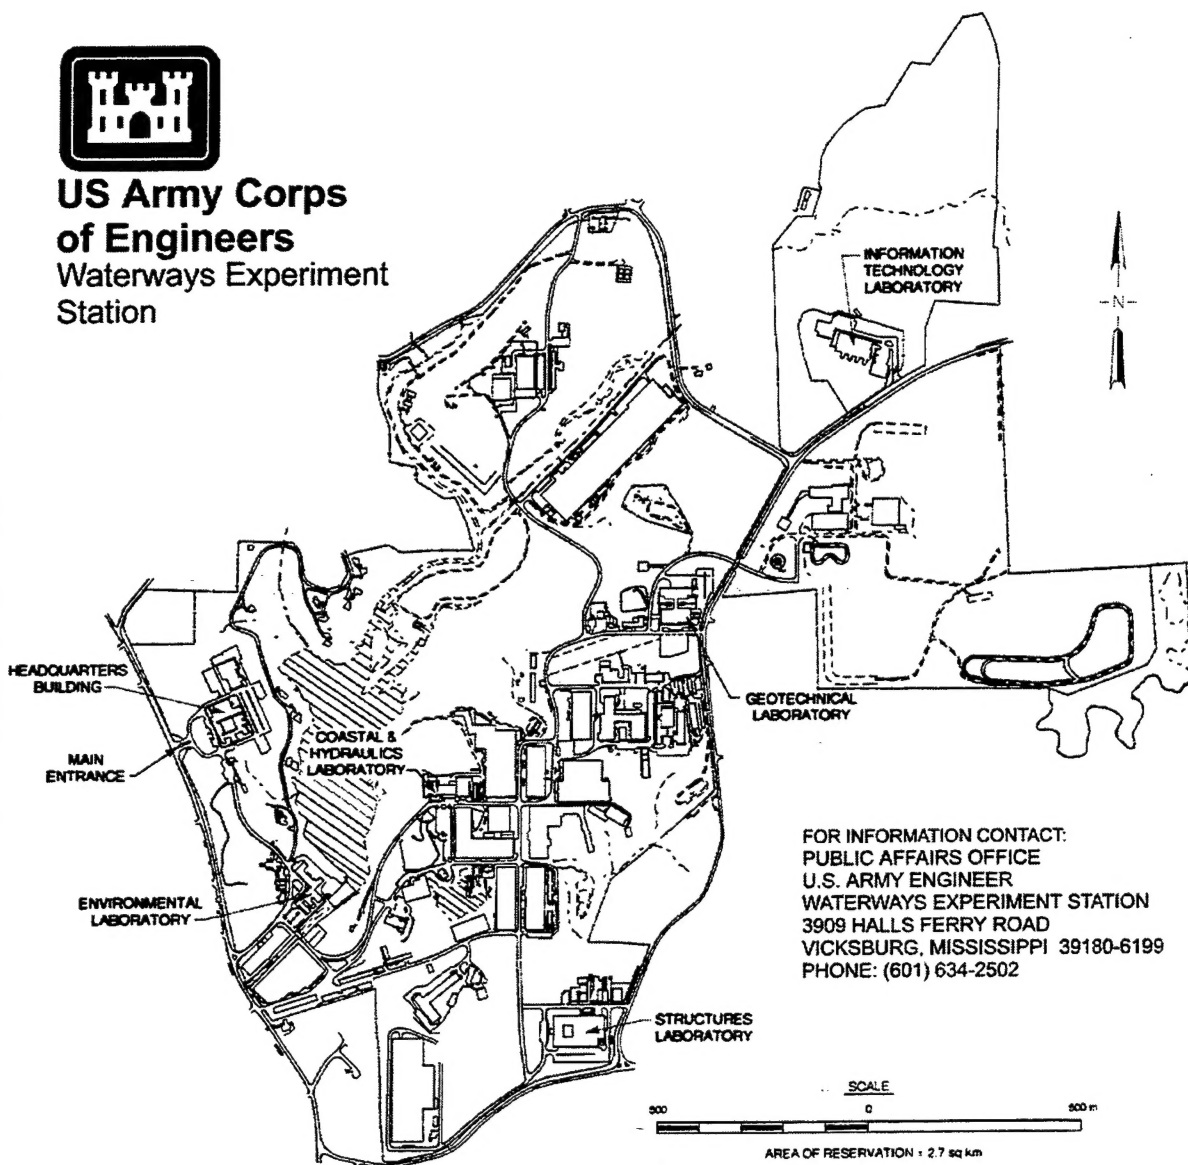 US Army Corps
of Engineers
Waterways Experiment
Station
INFORMATION
TECHNOLOGY
LABORATORY
N
HEADQUARTERS
BUILDING
MAIN
ENTRANCE
COASTAL &
HYDRAULICS
LABORATORY
GEOTECHNICAL
LABORATORY
ENVIRONMENTAL
LABORATORY
STRUCTURES
LABORATORY
FOR INFORMATION CONTACT:
PUBLIC AFFAIRS OFFICE
U.S. ARMY ENGINEER
WATERWAYS EXPERIMENT STATION
3909 HALLS FERRY ROAD
VICKSBURG, MISSISSIPPI 39180-6199
PHONE: (601) 634-2502
SCALE
500 0 500 m
AREA OF RESERVATION = 2.7 sq km